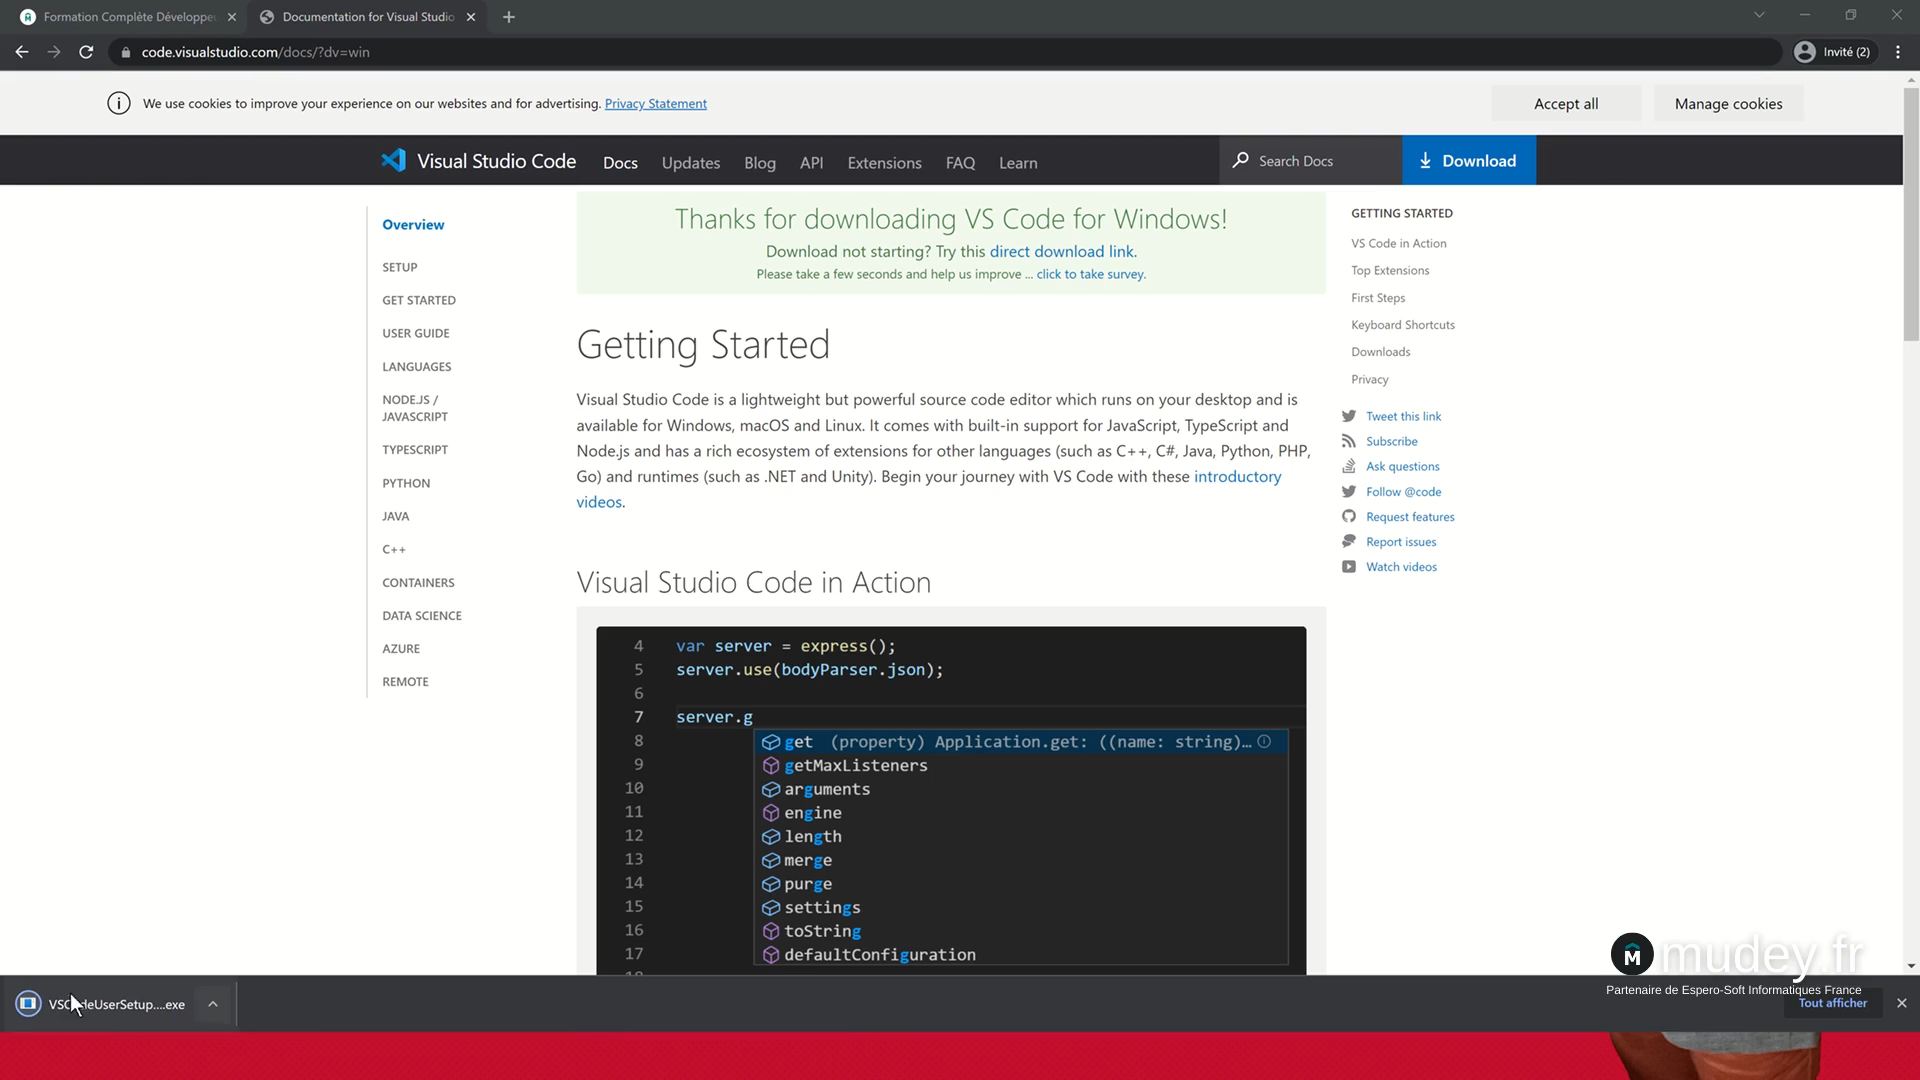 Formation Complète Développe
Documentation for Visual Studio
code.visualstudio.com/docs/?dv=win
Invité (2)
We use cookies to improve your experience on our websites and for advertising. Privacy Statement
Accept all
Manage cookies
Visual Studio Code
Docs
Updates
Blog
API
Extensions
FAQ
Learn
Search Docs
Download
Overview
SETUP
GET STARTED
USER GUIDE
LANGUAGES
NODE.JS /
JAVASCRIPT
TYPESCRIPT
PYTHON
JAVA
C++
CONTAINERS
DATA SCIENCE
AZURE
REMOTE
Thanks for downloading VS Code for Windows!
Download not starting? Try this direct download link.
Please take a few seconds and help us improve ... click to take survey.
Getting Started
Visual Studio Code is a lightweight but powerful source code editor which runs on your desktop and is
available for Windows, macOS and Linux. It comes with built-in support for JavaScript, TypeScript and
Node.js and has a rich ecosystem of extensions for other languages (such as C++, C#, Java, Python, PHP,
Go) and runtimes (such as .NET and Unity). Begin your journey with VS Code with these introductory
videos.
Visual Studio Code in Action
4 var server = express();
5 server.use(bodyParser.json);
6
7 server.g
8 get (property) Application.get: ((name: string)…
9 getMaxListeners
10 arguments
11 engine
12 length
13 merge
14 purge
15 settings
16 toString
17 defaultConfiguration
GETTING STARTED
VS Code in Action
Top Extensions
First Steps
Keyboard Shortcuts
Downloads
Privacy
Tweet this link
Subscribe
Ask questions
Follow @code
Request features
Report issues
Watch videos
M mudey.fr
Partenaire de Espero-Soft Informatiques France
VSCodeUserSetup....exe
Tout afficher